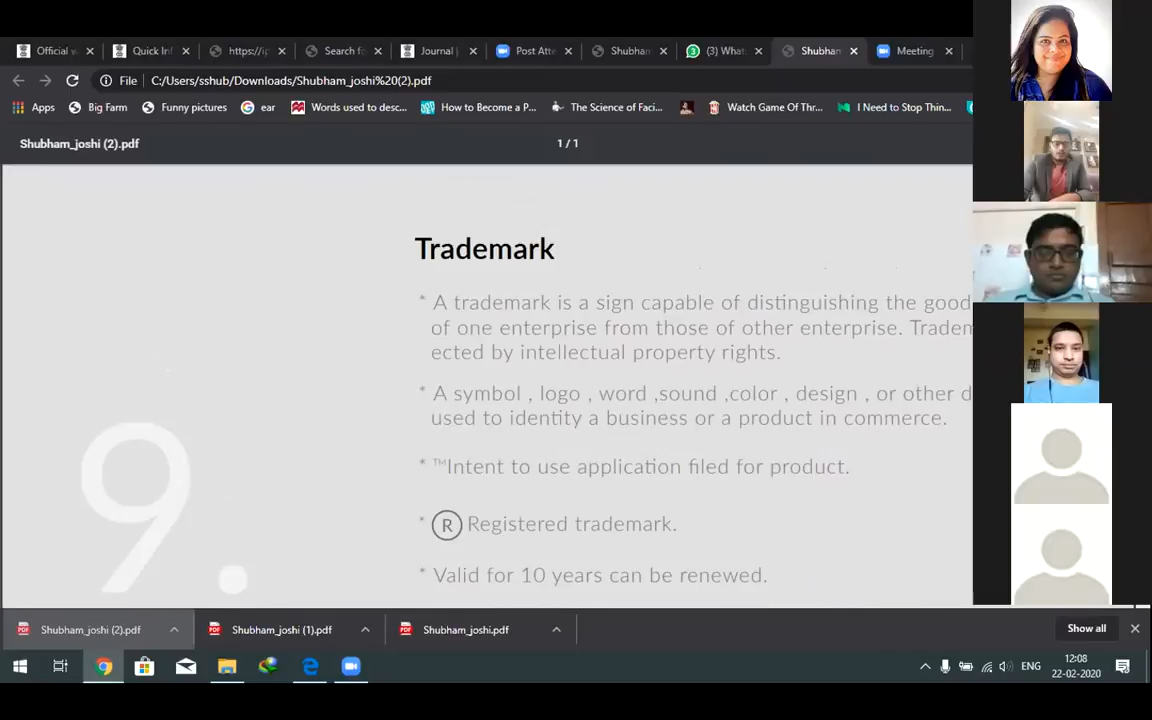 Official v
Quick Inf
https://ip
Search fo
Journal
Post Atte
Shubham
(3) What
Shubham
Meeting
File C:/Users/sshub/Downloads/Shubham_joshi%20(2).pdf
Apps Big Farm Funny pictures ear Words used to desc... How to Become a P... The Science of Faci... Watch Game Of Thr... I Need to Stop Thin...
Shubham_joshi (2).pdf 1 / 1
Trademark
* A trademark is a sign capable of distinguishing the good
of one enterprise from those of other enterprise. Tradem
ected by intellectual property rights.
* A symbol , logo , word ,sound ,color , design , or other d
used to identity a business or a product in commerce.
* ™Intent to use application filed for product.
* R Registered trademark.
* Valid for 10 years can be renewed.
9.
Shubham_joshi (2).pdf Shubham_joshi (1).pdf Shubham_joshi.pdf Show all
ENG 12:08
22-02-2020